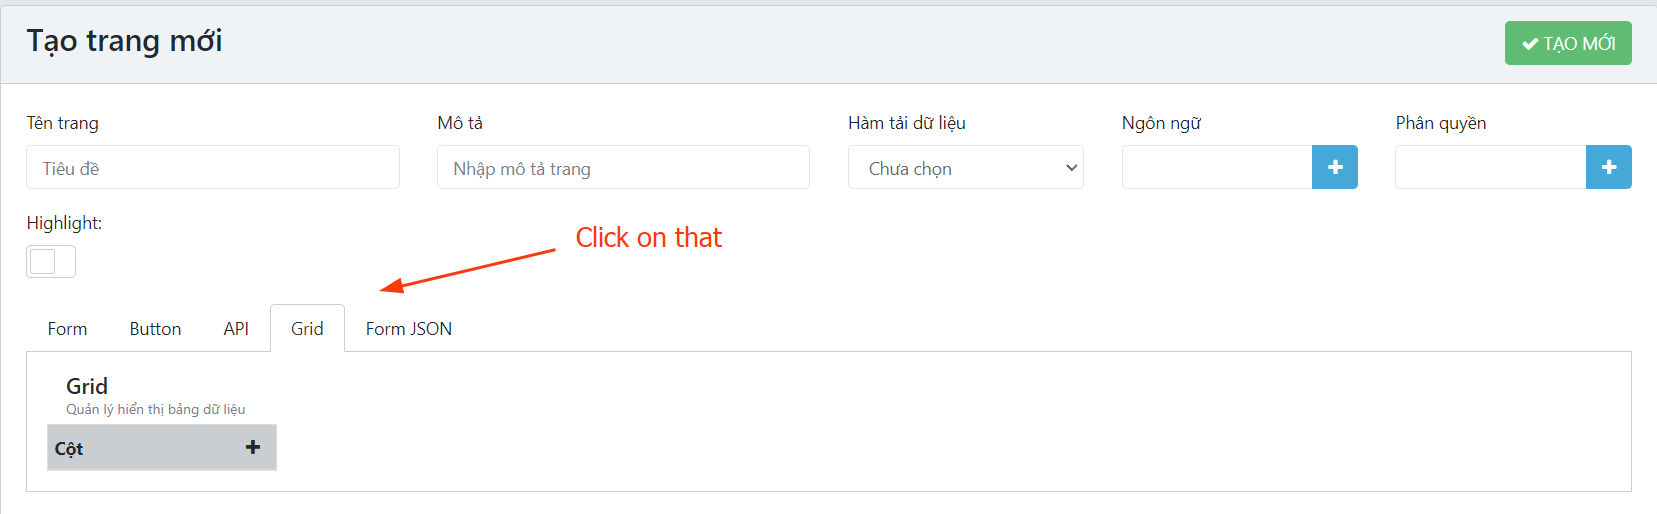 Tạo trang mới
TẠO MỚI
Tên trang
Mô tả
Hàm tải dữ liệu
Ngôn ngữ
Phân quyền
Tiêu đề
Nhập mô tả trang
Chưa chọn
Highlight:
Click on that
Form
Button
API
Grid
Form JSON
Grid
Quản lý hiển thị bảng dữ liệu
Cột